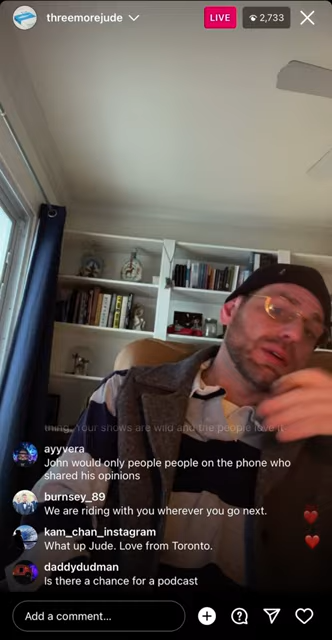 threemorejude
LIVE
2,733
thing. Your shows are wild and the people love it
ayyvera
John would only people people on the phone who
shared his opinions
burnsey_89
We are riding with you wherever you go next.
kam_chan_instagram
What up Jude. Love from Toronto.
daddydudman
Is there a chance for a podcast
Add a comment...